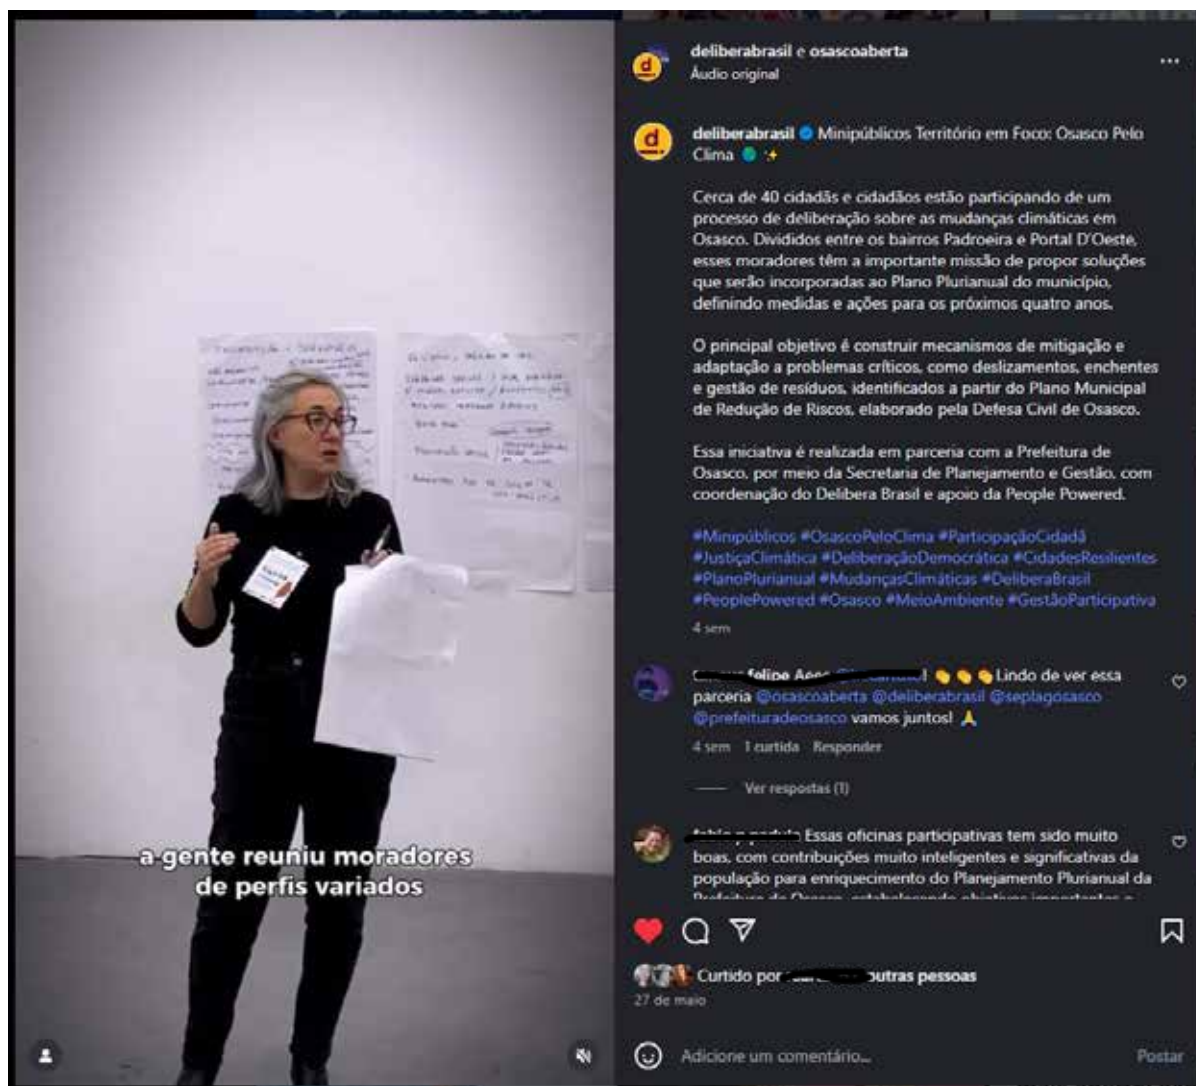 deliberabrasil e osascoaberta
Áudio original
deliberabrasil Minipúblicos Território em Foco: Osasco Pelo
Clima
Cerca de 40 cidadãs e cidadãos estão participando de um
processo de deliberação sobre as mudanças climáticas em
Osasco. Divididos entre os bairros Padroeira e Portal D'Oeste,
esses moradores têm a importante missão de propor soluções
que serão incorporadas ao Plano Plurianual do município,
definindo medidas e ações para os próximos quatro anos.
O principal objetivo é construir mecanismos de mitigação e
adaptação a problemas críticos, como deslizamentos, enchentes
e gestão de resíduos, identificados a partir do Plano Municipal
de Redução de Riscos, elaborado pela Defesa Civil de Osasco.
Essa iniciativa é realizada em parceria com a Prefeitura de
Osasco, por meio da Secretaria de Planejamento e Gestão, com
coordenação do Delibera Brasil e apoio da People Powered.
#Minipúblicos #OsascoPeloClima #ParticipaçãoCidadã
#JustiçaClimática #DeliberaçãoDemocrática #CidadesResilientes
#PlanoPlurianual #MudançasClimáticas #DeliberaBrasil
#PeoplePowered #Osasco #MeioAmbiente #GestãoParticipativa
4 sem
Lindo de ver essa
parceria @osascoaberta @deliberabrasil @seplagosasco
@prefeituradeosasco vamos juntos!
4 sem 1 curtida Responder
Ver respostas (1)
Essas oficinas participativas tem sido muito
boas, com contribuições muito inteligentes e significativas da
população para enriquecimento do Planejamento Plurianual da
a gente reuniu moradores
de perfis variados
Curtido por outras pessoas
27 de maio
Adicione um comentário...
Postar